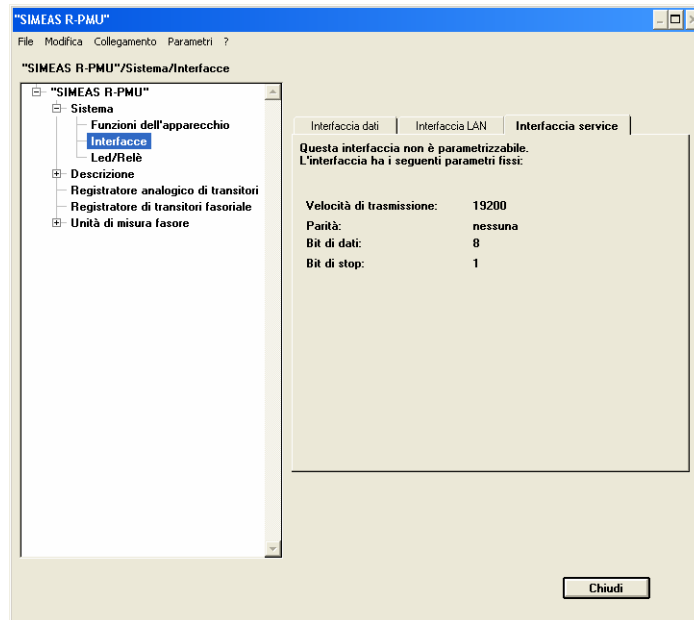 "SIMEAS R-PMU"
File Modifica Collegamento Parametri ?
"SIMEAS R-PMU"/Sistema/Interfacce
"SIMEAS R-PMU"
Sistema
Funzioni dell'apparecchio
Interfacce
Led/Relè
Descrizione
Registratore analogico di transitori
Registratore di transitori fasoriale
Unità di misura fasore
Interfaccia dati Interfaccia LAN Interfaccia service
Questa interfaccia non è parametrizzabile.
L'interfaccia ha i seguenti parametri fissi:
Velocità di trasmissione: 19200
Parità: nessuna
Bit di dati: 8
Bit di stop: 1
Chiudi